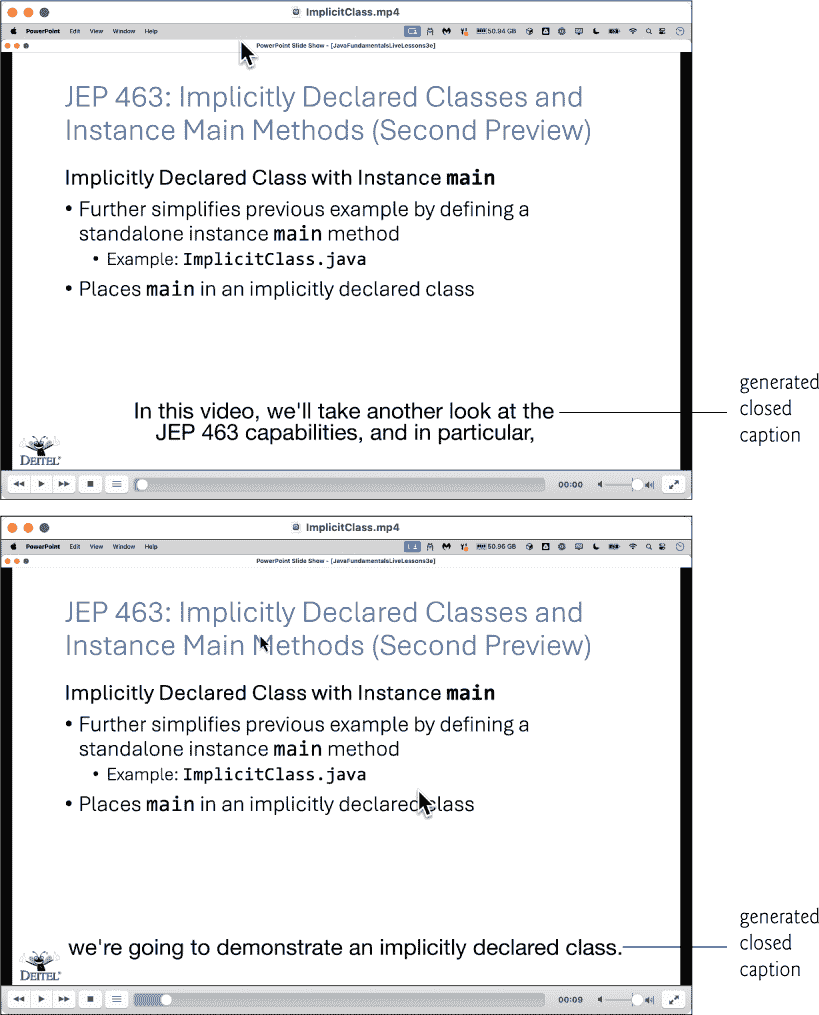 ImplicitClass.mp4
PowerPoint Edit View Window Help 50.94 GB
PowerPoint Slide Show - [JavaFundamentalsLiveLessons3e]
JEP 463: Implicitly Declared Classes and
Instance Main Methods (Second Preview)
Implicitly Declared Class with Instance main
• Further simplifies previous example by defining a
standalone instance main method
• Example: ImplicitClass.java
• Places main in an implicitly declared class
In this video, we'll take another look at the
JEP 463 capabilities, and in particular,
generated
closed
caption
DEITEL®
00:00
ImplicitClass.mp4
PowerPoint Edit View Window Help 50.96 GB
PowerPoint Slide Show - [JavaFundamentalsLiveLessons3e]
JEP 463: Implicitly Declared Classes and
Instance Main Methods (Second Preview)
Implicitly Declared Class with Instance main
• Further simplifies previous example by defining a
standalone instance main method
• Example: ImplicitClass.java
• Places main in an implicitly declared class
we're going to demonstrate an implicitly declared class.
generated
closed
caption
DEITEL®
00:09